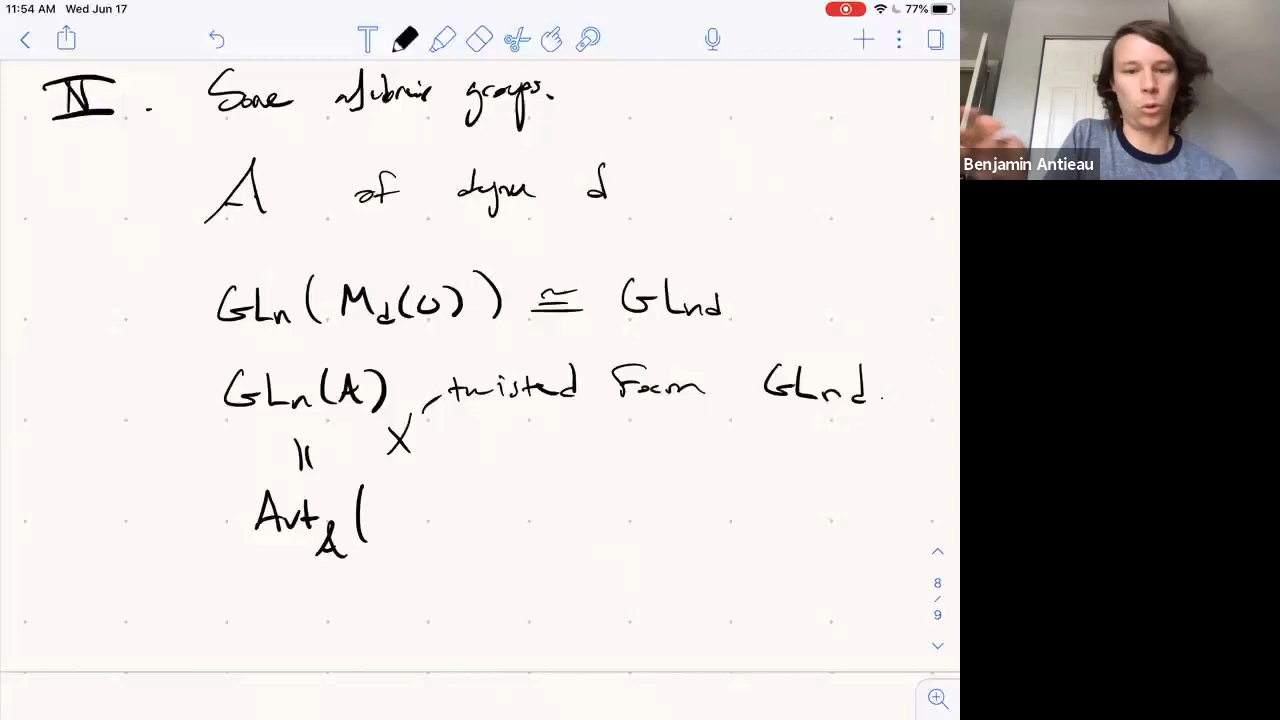 11:54 AM Wed Jun 17
77%
IV. Some algebraic groups.
Benjamin Antieau
A of degree d
GLn(Md(O)) ≅ GLnd
GLn(A) twisted form GLnd.
X
||
Aut_A(
8
/
9